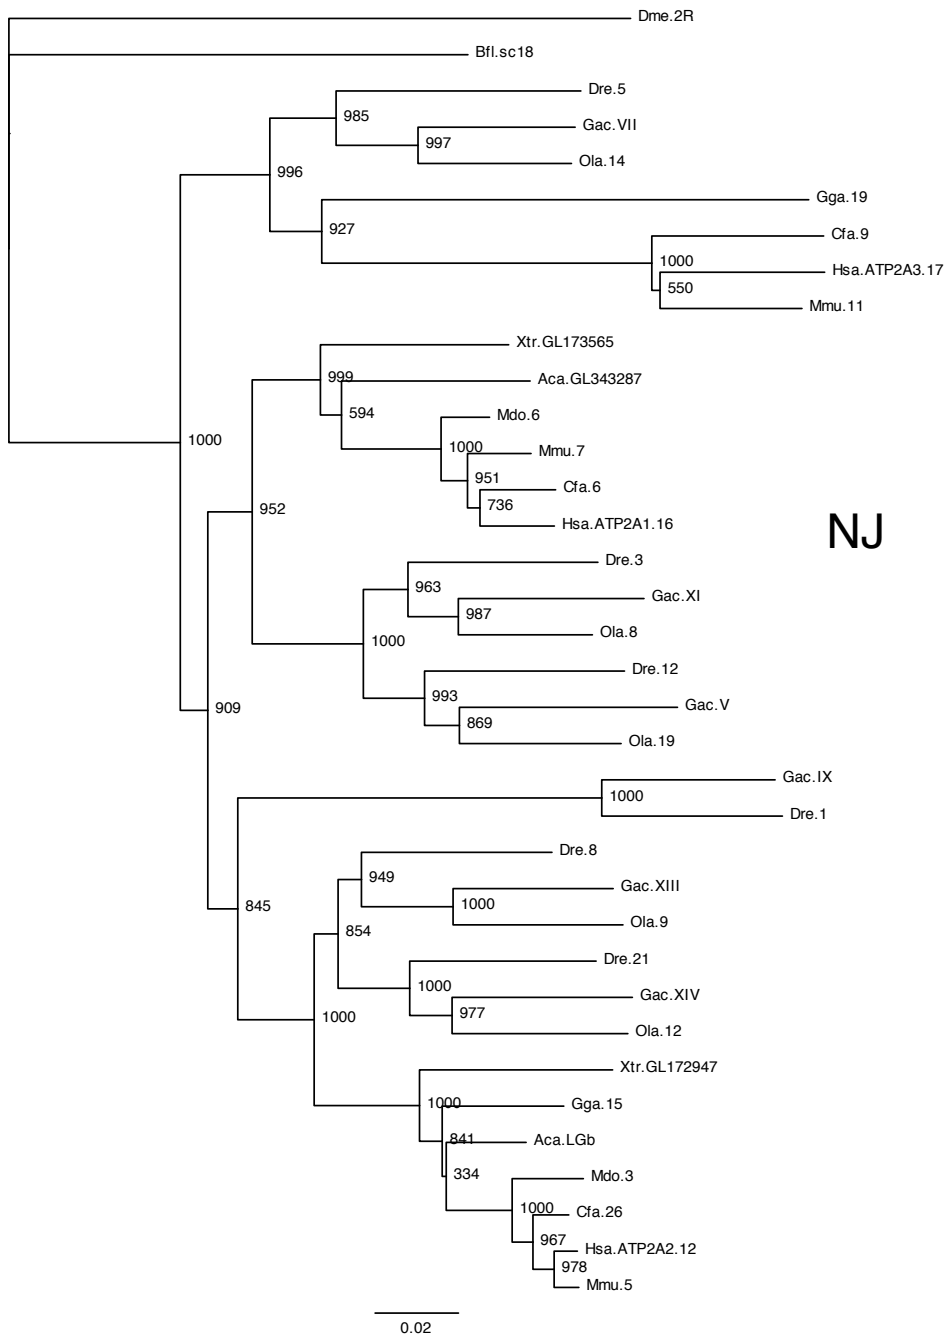 Dme.2R
Bfl.sc18
Dre.5
985
Gac.VII
997
Ola.14
996
Gga.19
927
Cfa.9
1000
Hsa.ATP2A3.17
550
Mmu.11
Xtr.GL173565
999
Aca.GL343287
594
Mdo.6
1000
1000
Mmu.7
951
Cfa.6
736
952
Hsa.ATP2A1.16
NJ
Dre.3
963
Gac.XI
987
Ola.8
1000
Dre.12
993
Gac.V
909
869
Ola.19
Gac.IX
1000
Dre.1
Dre.8
949
Gac.XIII
1000
845
Ola.9
854
Dre.21
1000
Gac.XIV
977
1000
Ola.12
Xtr.GL172947
1000
Gga.15
841
Aca.LGb
334
Mdo.3
1000
Cfa.26
967
Hsa.ATP2A2.12
978
Mmu.5
0.02